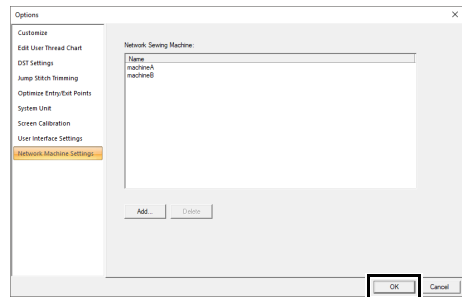 Options
Customize
Edit User Thread Chart
DST Settings
Jump Stitch Trimming
Optimize Entry/Exit Points
System Unit
Screen Calibration
User Interface Settings
Network Machine Settings
Network Sewing Machine:
Name
machineA
machineB
Add...
Delete
OK
Cancel